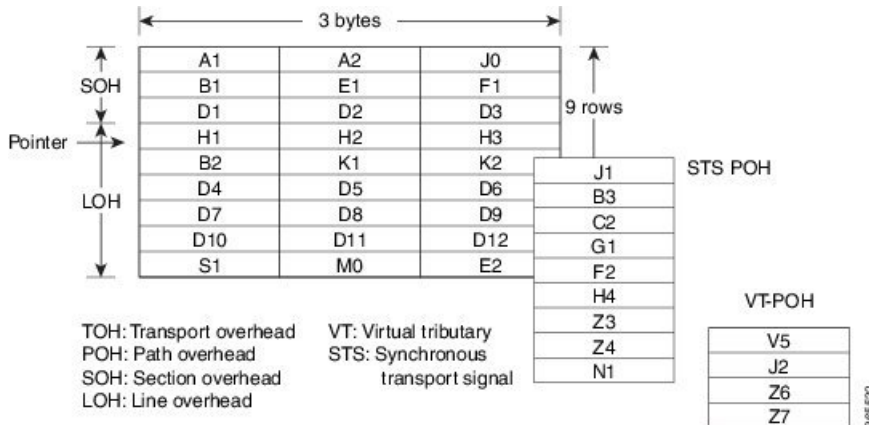 3 bytes
A1 A2 J0
SOH B1 E1 F1
D1 D2 D3 9 rows
Pointer H1 H2 H3
B2 K1 K2
J1 STS POH
LOH D4 D5 D6
B3
D7 D8 D9
C2
D10 D11 D12
G1
S1 M0 E2
F2
H4
VT-POH
Z3
TOH: Transport overhead VT: Virtual tributary
Z4
V5
POH: Path overhead STS: Synchronous
N1
J2
SOH: Section overhead transport signal
Z6
LOH: Line overhead
Z7